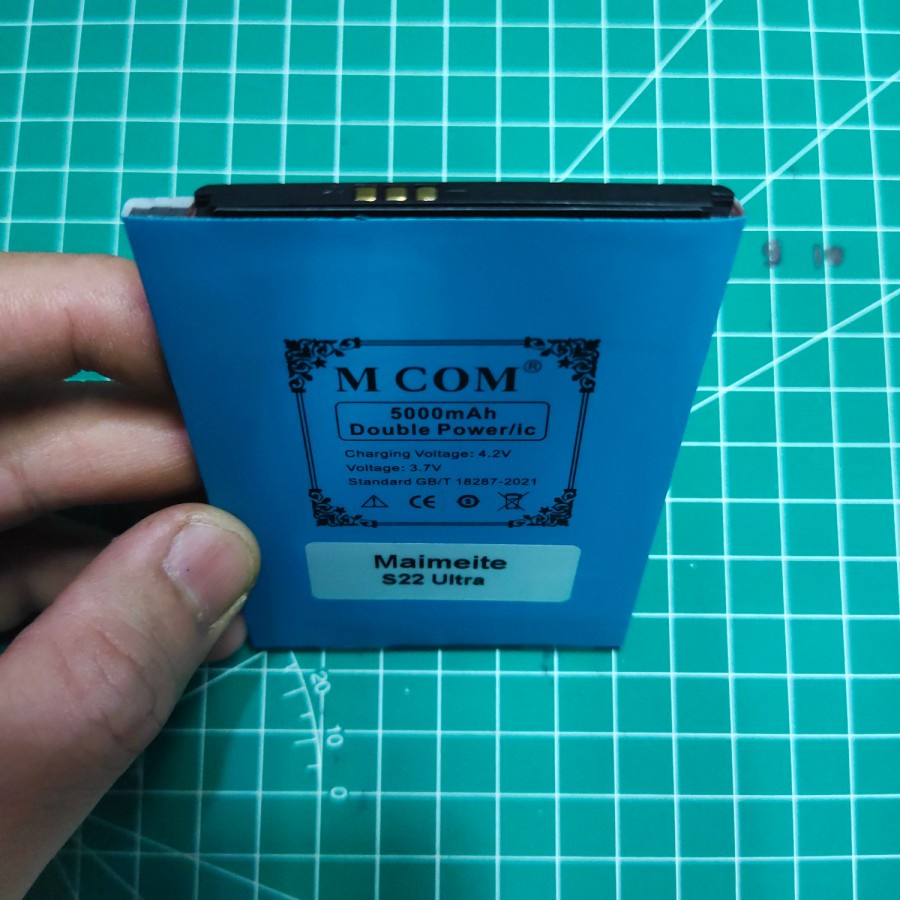 M COM®
5000mAh
Double Power/ic
Charging Voltage: 4.2V
Voltage: 3.7V
Standard GB/T 18287-2021
CE
Maimeite
S22 Ultra
20
10
0